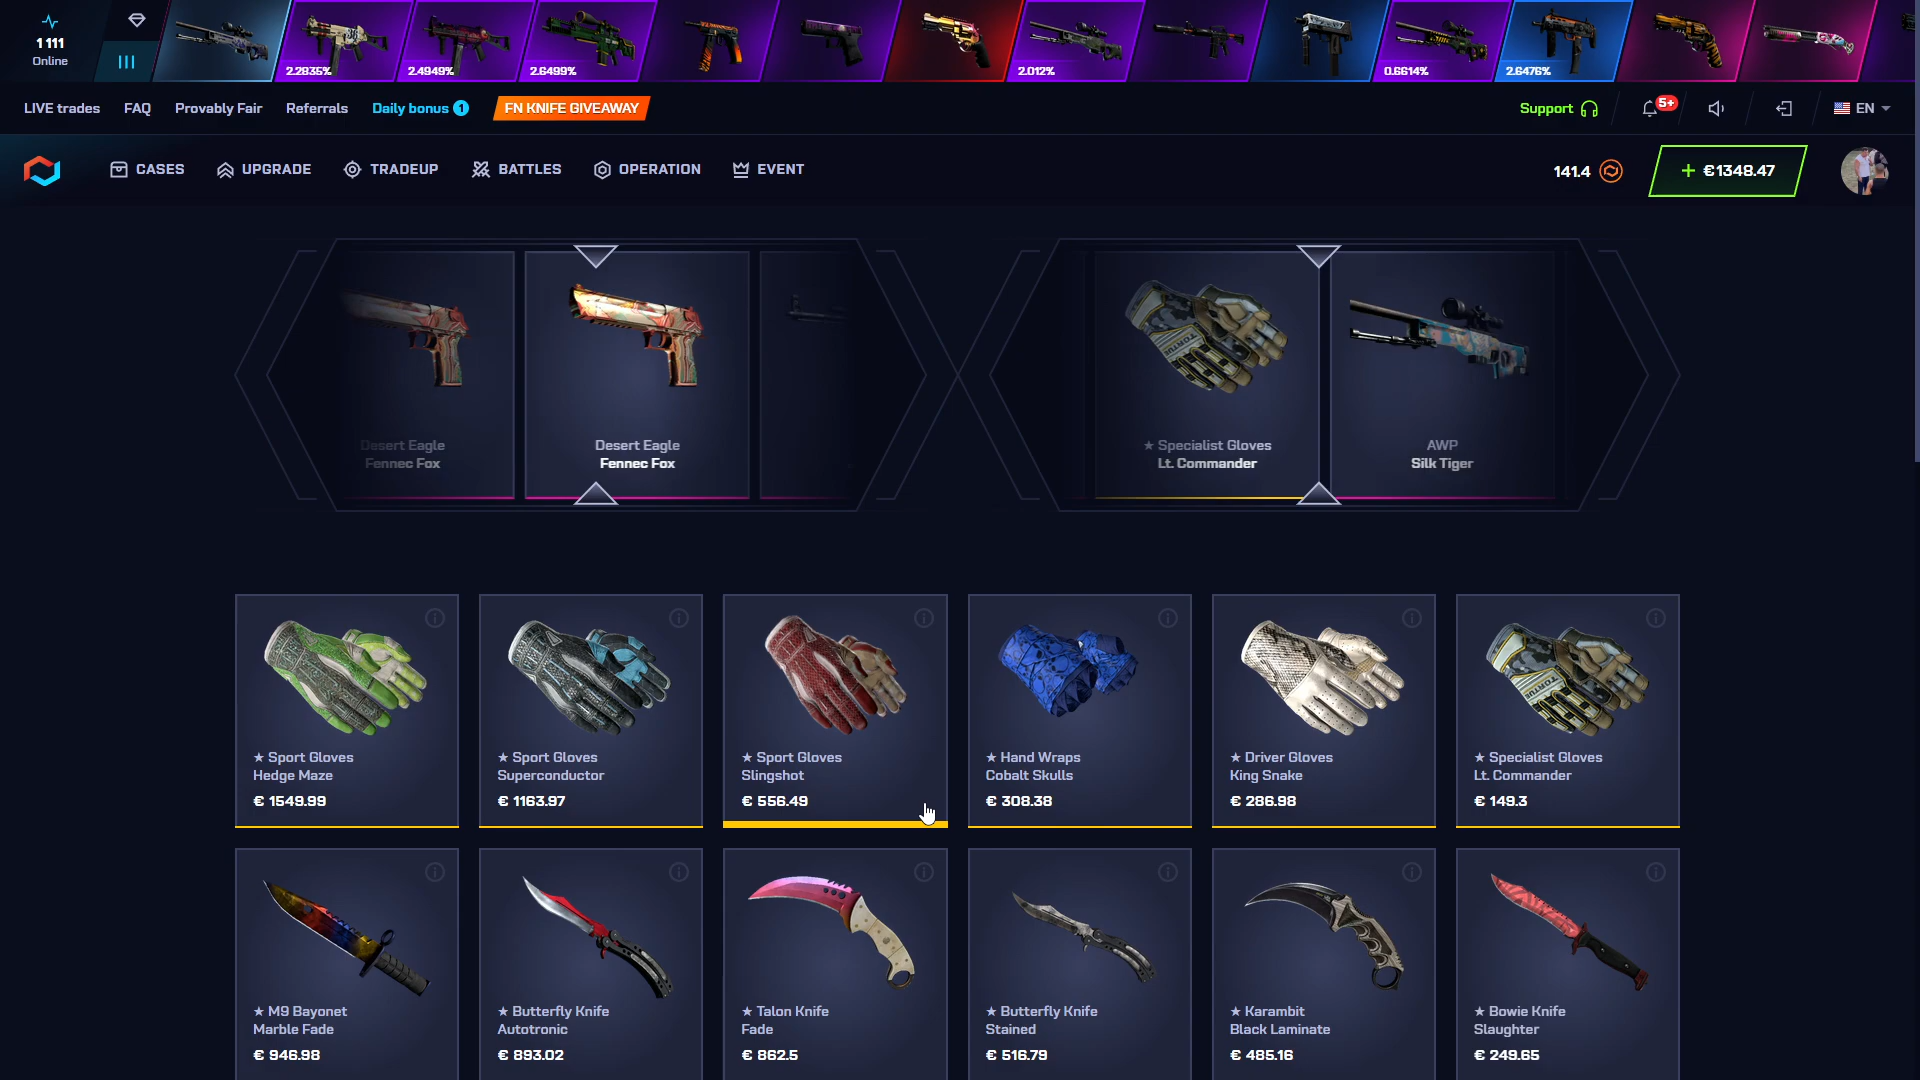 1 111
Online
2.2835%
2.4949%
2.6499%
2.012%
0.6614%
2.6476%
LIVE trades
FAQ
Provably Fair
Referrals
Daily bonus 1
FN KNIFE GIVEAWAY
Support
5+
EN
CASES
UPGRADE
TRADEUP
BATTLES
OPERATION
EVENT
141.4
+ €1348.47
Desert Eagle
Fennec Fox
Desert Eagle
Fennec Fox
★ Specialist Gloves
Lt. Commander
AWP
Silk Tiger
★ Sport Gloves
Hedge Maze
€ 1549.99
★ Sport Gloves
Superconductor
€ 1163.97
★ Sport Gloves
Slingshot
€ 556.49
★ Hand Wraps
Cobalt Skulls
€ 308.38
★ Driver Gloves
King Snake
€ 286.98
★ Specialist Gloves
Lt. Commander
€ 149.3
★ M9 Bayonet
Marble Fade
€ 946.98
★ Butterfly Knife
Autotronic
€ 893.02
★ Talon Knife
Fade
€ 862.5
★ Butterfly Knife
Stained
€ 516.79
★ Karambit
Black Laminate
€ 485.16
★ Bowie Knife
Slaughter
€ 249.65